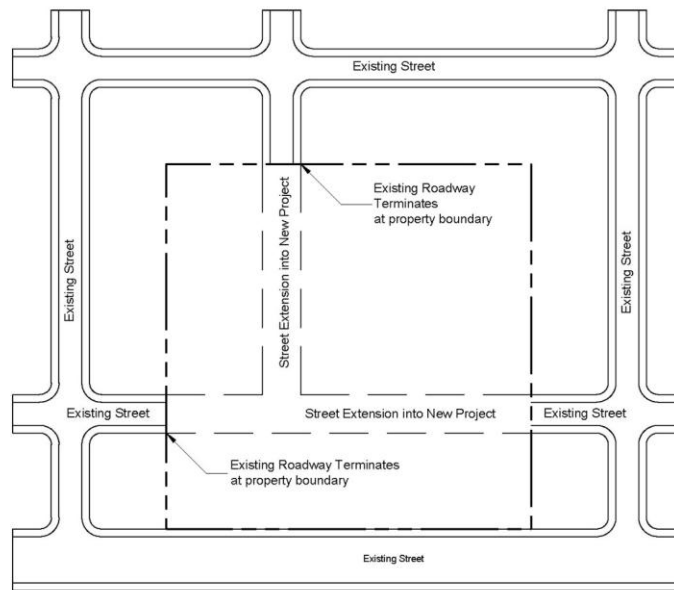 Existing Street
Existing Roadway
Terminates
at property boundary
Street Extension into New Project
Existing Street
Existing Street
Existing Street
Street Extension into New Project
Existing Street
Existing Roadway Terminates
at property boundary
Existing Street